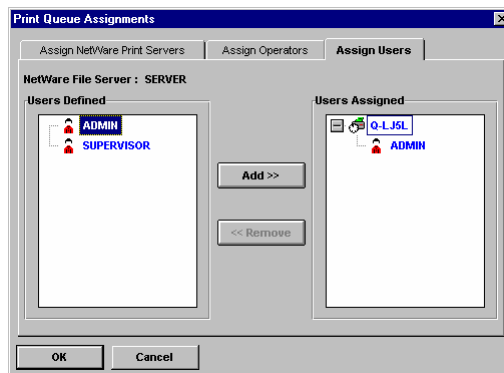 Print Queue Assignments
Assign NetWare Print Servers
Assign Operators
Assign Users
NetWare File Server : SERVER
Users Defined
ADMIN
SUPERVISOR
Add >>
<< Remove
Users Assigned
Q-LJ5L
ADMIN
OK
Cancel